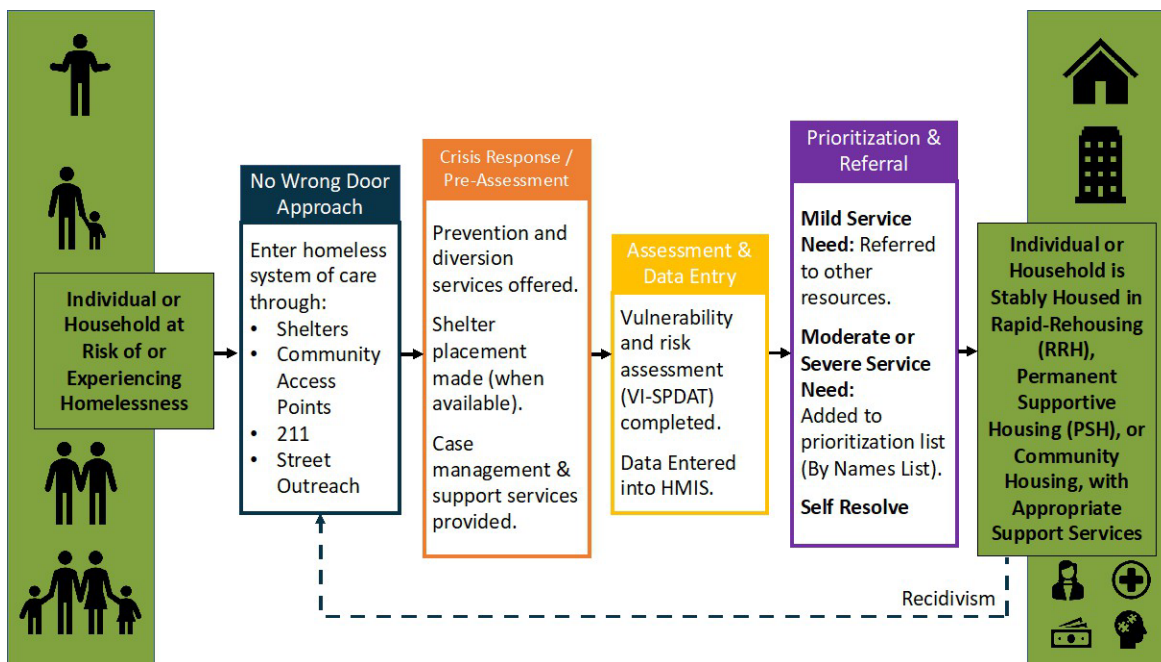 Individual or
Household at
Risk of or
Experiencing
Homelessness
No Wrong Door
Approach
Enter homeless
system of care
through:
• Shelters
• Community
Access
Points
• 211
• Street
Outreach
Crisis Response /
Pre-Assessment
Prevention and
diversion
services offered.
Shelter
placement
made (when
available).
Case
management &
support services
provided.
Assessment &
Data Entry
Vulnerability
and risk
assessment
(VI-SPDAT)
completed.
Data Entered
into HMIS.
Prioritization &
Referral
Mild Service
Need: Referred
to other
resources.
Moderate or
Severe Service
Need:
Added to
prioritization list
(By Names List).
Self Resolve
Individual or
Household is
Stably Housed in
Rapid-Rehousing
(RRH),
Permanent
Supportive
Housing (PSH), or
Community
Housing, with
Appropriate
Support Services
Recidivism